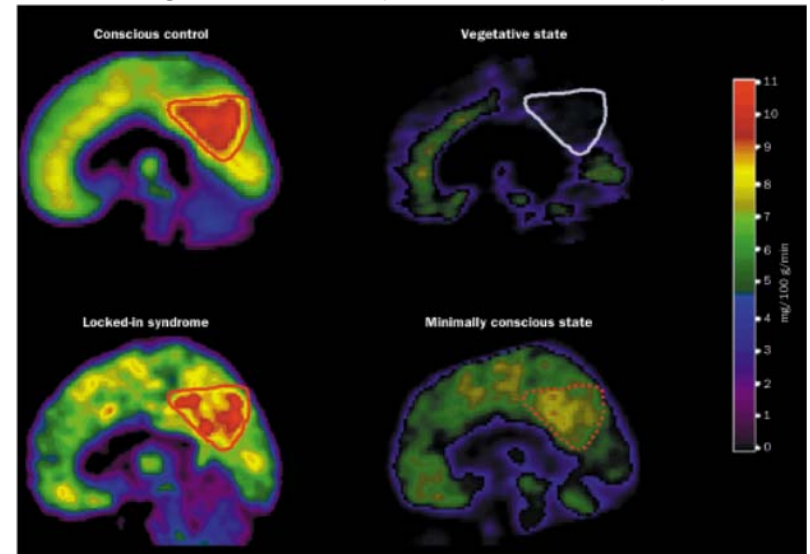 Conscious control
Vegetative state
11
10
9
8
7
6
5
4
3
2
1
0
mg/100 g/min
Locked-in syndrome
Minimally conscious state